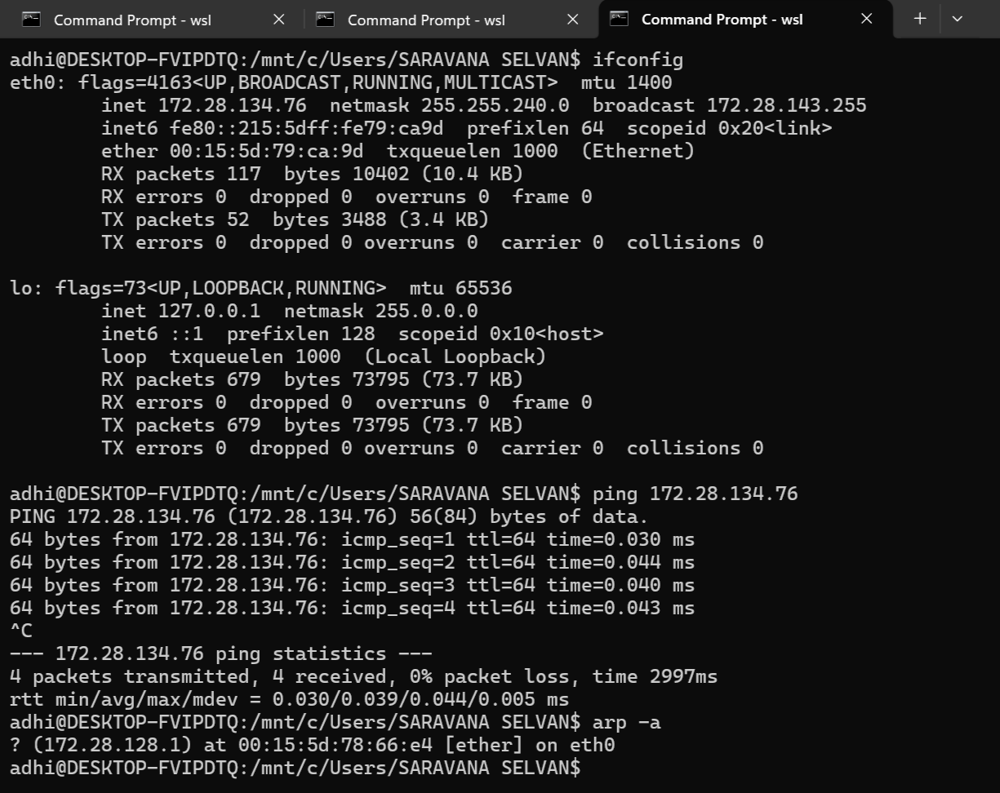 Command Prompt - wsl
Command Prompt - wsl
Command Prompt - wsl
adhi@DESKTOP-FVIPDTQ:/mnt/c/Users/SARAVANA SELVAN$ ifconfig
eth0: flags=4163<UP,BROADCAST,RUNNING,MULTICAST>  mtu 1400
        inet 172.28.134.76  netmask 255.255.240.0  broadcast 172.28.143.255
        inet6 fe80::215:5dff:fe79:ca9d  prefixlen 64  scopeid 0x20<link>
        ether 00:15:5d:79:ca:9d  txqueuelen 1000  (Ethernet)
        RX packets 117  bytes 10402 (10.4 KB)
        RX errors 0  dropped 0  overruns 0  frame 0
        TX packets 52  bytes 3488 (3.4 KB)
        TX errors 0  dropped 0 overruns 0  carrier 0  collisions 0

lo: flags=73<UP,LOOPBACK,RUNNING>  mtu 65536
        inet 127.0.0.1  netmask 255.0.0.0
        inet6 ::1  prefixlen 128  scopeid 0x10<host>
        loop  txqueuelen 1000  (Local Loopback)
        RX packets 679  bytes 73795 (73.7 KB)
        RX errors 0  dropped 0  overruns 0  frame 0
        TX packets 679  bytes 73795 (73.7 KB)
        TX errors 0  dropped 0 overruns 0  carrier 0  collisions 0

adhi@DESKTOP-FVIPDTQ:/mnt/c/Users/SARAVANA SELVAN$ ping 172.28.134.76
PING 172.28.134.76 (172.28.134.76) 56(84) bytes of data.
64 bytes from 172.28.134.76: icmp_seq=1 ttl=64 time=0.030 ms
64 bytes from 172.28.134.76: icmp_seq=2 ttl=64 time=0.044 ms
64 bytes from 172.28.134.76: icmp_seq=3 ttl=64 time=0.040 ms
64 bytes from 172.28.134.76: icmp_seq=4 ttl=64 time=0.043 ms
^C
--- 172.28.134.76 ping statistics ---
4 packets transmitted, 4 received, 0% packet loss, time 2997ms
rtt min/avg/max/mdev = 0.030/0.039/0.044/0.005 ms
adhi@DESKTOP-FVIPDTQ:/mnt/c/Users/SARAVANA SELVAN$ arp -a
? (172.28.128.1) at 00:15:5d:78:66:e4 [ether] on eth0
adhi@DESKTOP-FVIPDTQ:/mnt/c/Users/SARAVANA SELVAN$